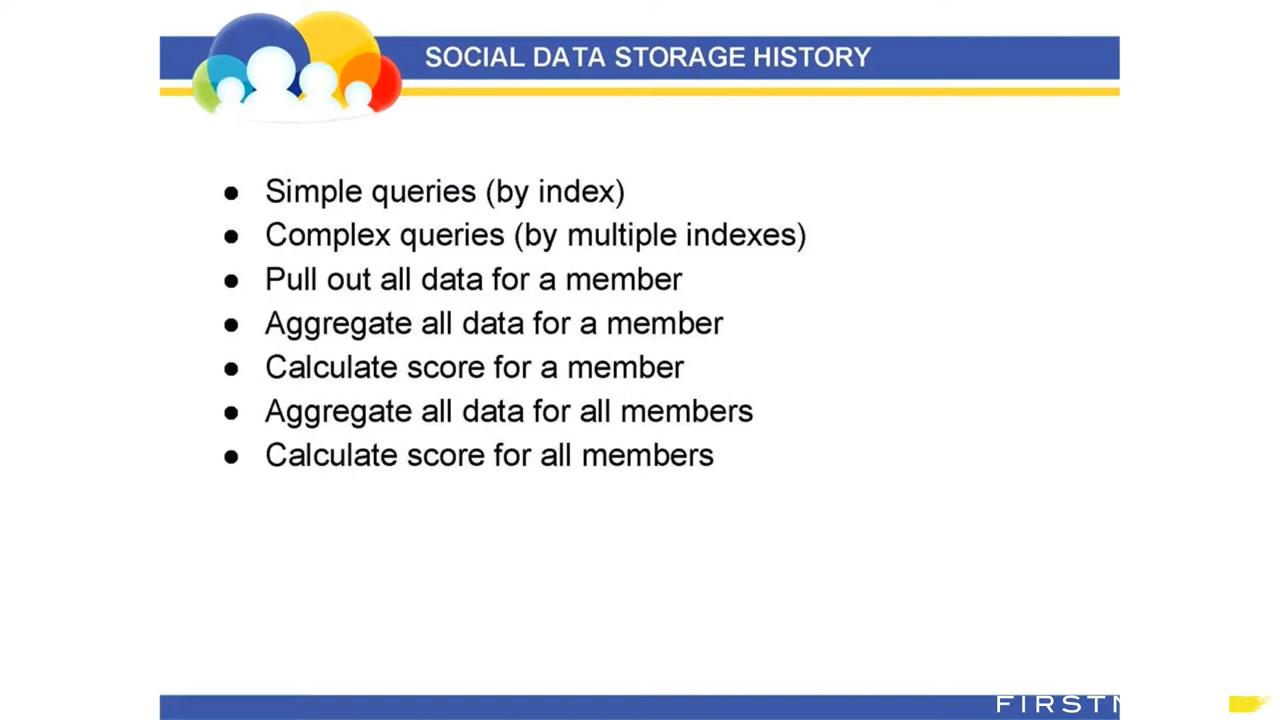 SOCIAL DATA STORAGE HISTORY
● Simple queries (by index)
● Complex queries (by multiple indexes)
● Pull out all data for a member
● Aggregate all data for a member
● Calculate score for a member
● Aggregate all data for all members
● Calculate score for all members